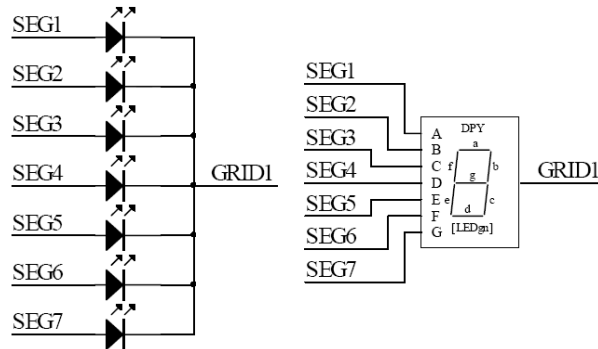 SEG1
SEG2
SEG3
SEG4
SEG5
SEG6
SEG7
GRID1
SEG1
SEG2
SEG3
SEG4
SEG5
SEG6
SEG7
A
B
C
D
E
F
G
DPY
a
f
b
g
e
c
d
[LEDgn]
GRID1